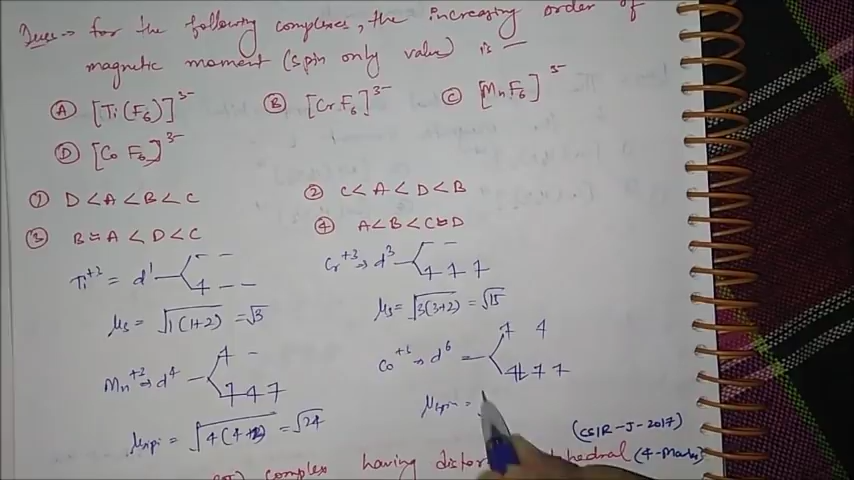 Ques → for the following complexes, the increasing order of
magnetic moment (spin only value) is —
Ⓐ [Ti(F₆)]³⁻ Ⓑ [CrF₆]³⁻ Ⓒ [MnF₆]³⁻
Ⓓ [CoF₆]³⁻
① D < A < B < C ② C < A < D < B
③ B ≈ A < D < C ④ A < B < C ≈ D
Ti⁺³ = d¹ Cr⁺³ → d³
μs = √1(1+2) = √3 μs = √3(3+2) = √15
Mn⁺³ → d⁴ Co⁺³ → d⁶
μspi = √4(4+2) = √24 μspi =
(CSIR-J-2017)
complex having hedral (4-Marks)